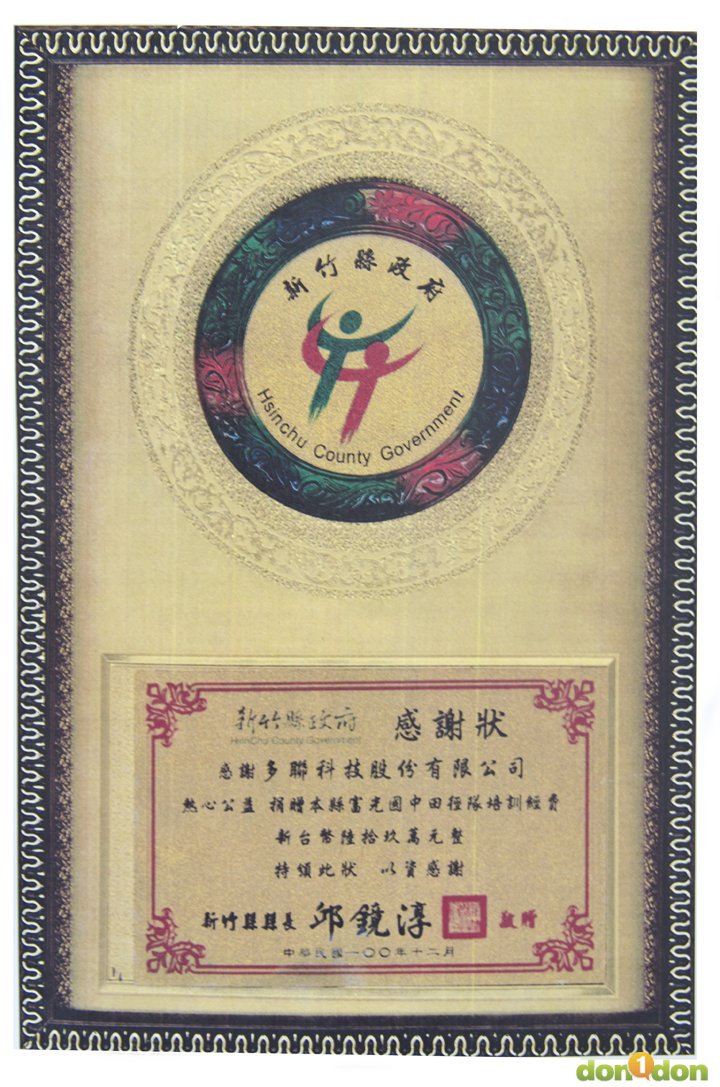 新竹縣政府
Hsinchu County Government
新竹縣政府 感謝狀
HsinChu County Government
感謝多聯科技股份有限公司
熱心公益 捐贈本縣富光國中田徑隊培訓經費
新台幣陸拾玖萬元整
持頒此狀 以資感謝
新竹縣縣長 邱鏡淳 敬贈
中華民國一〇〇年十二月
don1don